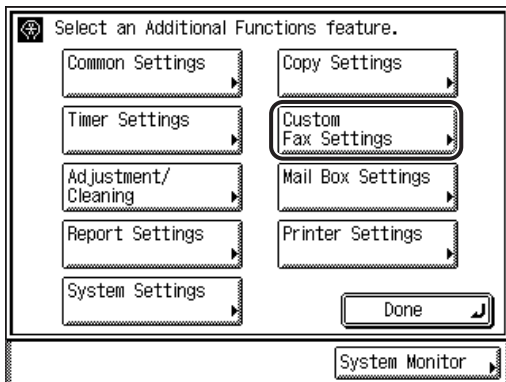 Select an Additional Functions feature.
Common Settings
Copy Settings
Timer Settings
Custom
Fax Settings
Adjustment/
Cleaning
Mail Box Settings
Report Settings
Printer Settings
System Settings
Done
System Monitor